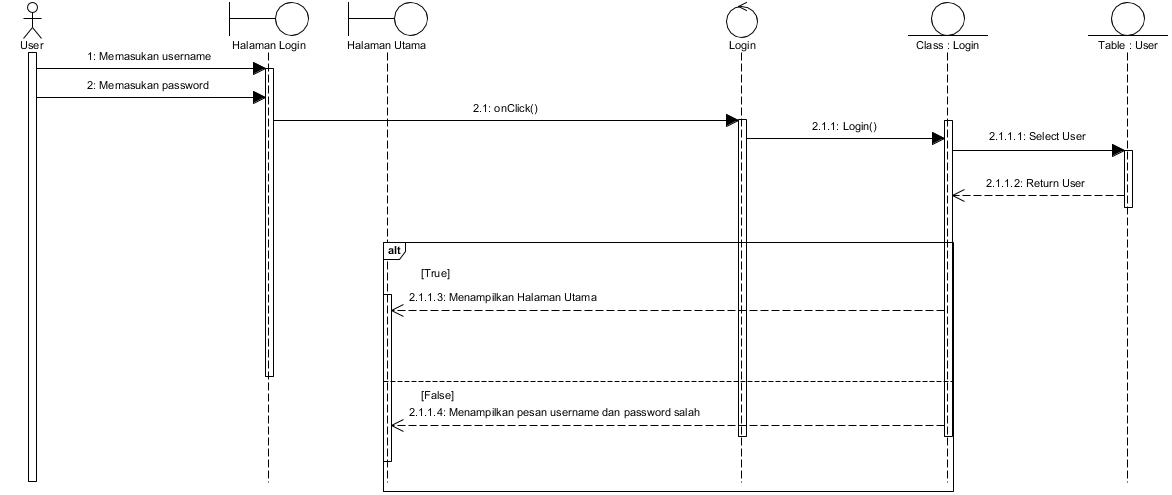 User
Halaman Login
Halaman Utama
Login
Class : Login
Table : User
1: Memasukan username
2: Memasukan password
2.1: onClick()
2.1.1: Login()
2.1.1.1: Select User
2.1.1.2: Return User
alt
[True]
2.1.1.3: Menampilkan Halaman Utama
[False]
2.1.1.4: Menampilkan pesan username dan password salah